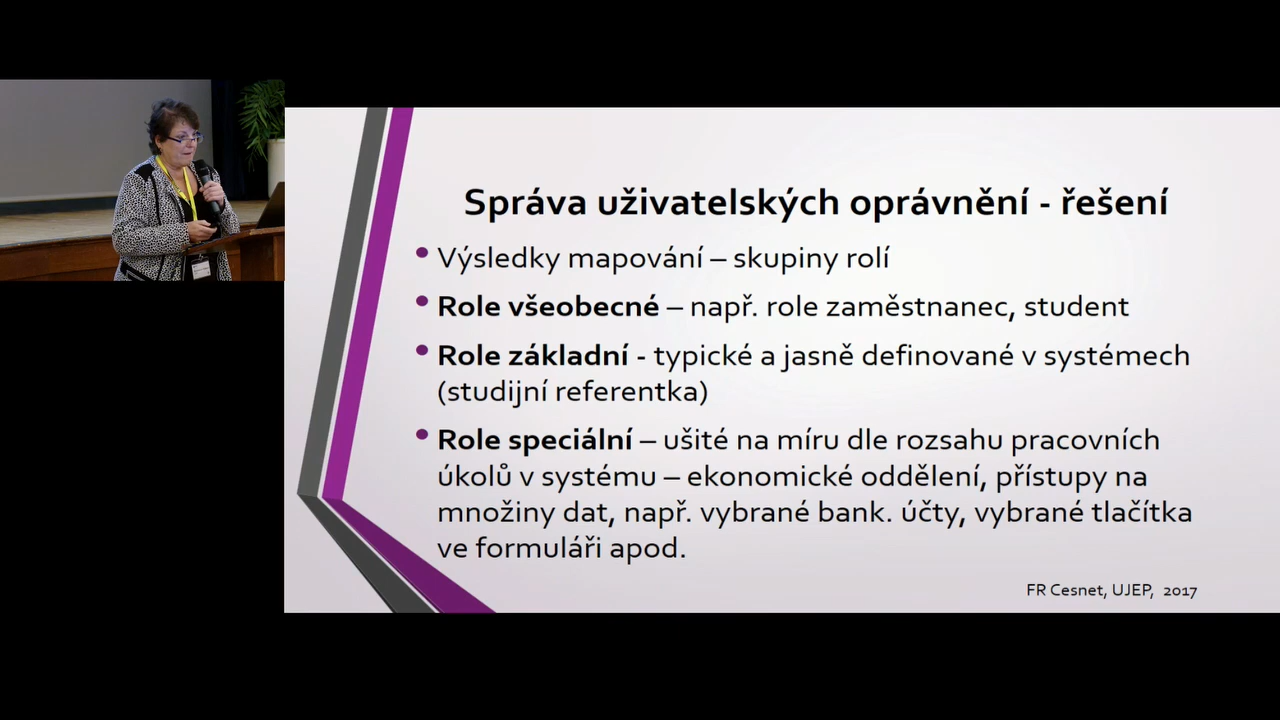 Správa uživatelských oprávnění - řešení
• Výsledky mapování – skupiny rolí
• Role všeobecné – např. role zaměstnanec, student
• Role základní - typické a jasně definované v systémech
(studijní referentka)
• Role speciální – ušité na míru dle rozsahu pracovních
úkolů v systému – ekonomické oddělení, přístupy na
množiny dat, např. vybrané bank. účty, vybrané tlačítka
ve formuláři apod.
FR Cesnet, UJEP, 2017